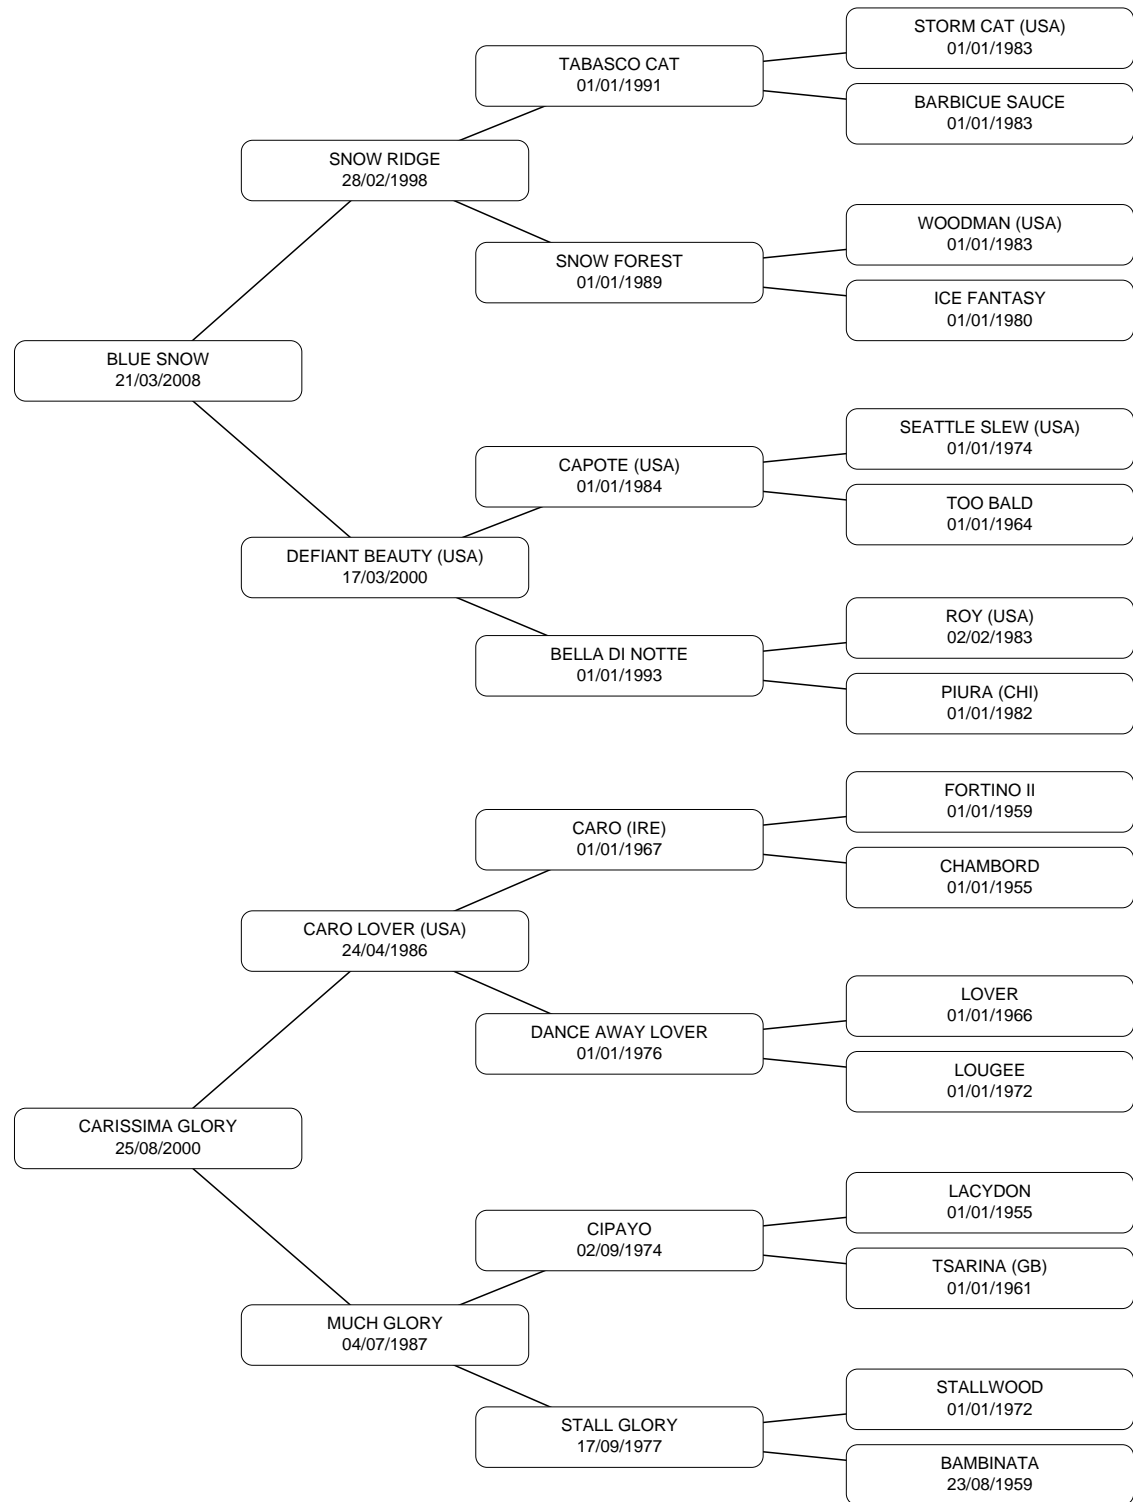 STORM CAT (USA)
01/01/1983
TABASCO CAT
01/01/1991
BARBICUE SAUCE
01/01/1983
SNOW RIDGE
28/02/1998
WOODMAN (USA)
01/01/1983
SNOW FOREST
01/01/1989
ICE FANTASY
01/01/1980
BLUE SNOW
21/03/2008
SEATTLE SLEW (USA)
01/01/1974
CAPOTE (USA)
01/01/1984
TOO BALD
01/01/1964
DEFIANT BEAUTY (USA)
17/03/2000
ROY (USA)
02/02/1983
BELLA DI NOTTE
01/01/1993
PIURA (CHI)
01/01/1982
FORTINO II
01/01/1959
CARO (IRE)
01/01/1967
CHAMBORD
01/01/1955
CARO LOVER (USA)
24/04/1986
LOVER
01/01/1966
DANCE AWAY LOVER
01/01/1976
LOUGEE
01/01/1972
CARISSIMA GLORY
25/08/2000
LACYDON
01/01/1955
CIPAYO
02/09/1974
TSARINA (GB)
01/01/1961
MUCH GLORY
04/07/1987
STALLWOOD
01/01/1972
STALL GLORY
17/09/1977
BAMBINATA
23/08/1959